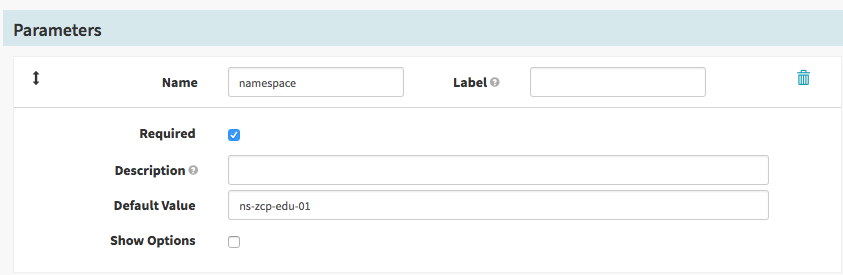 Parameters
Name namespace Label ?
Required
Description ?
Default Value ns-zcp-edu-01
Show Options